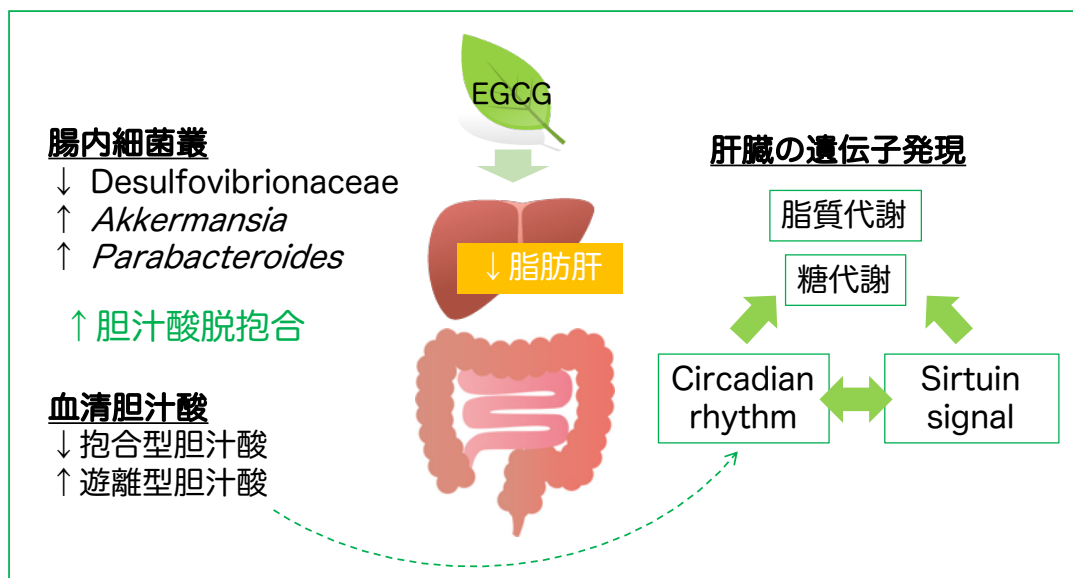 EGCG
腸内細菌叢
↓ Desulfovibrionaceae
↑ Akkermansia
↑ Parabacteroides
↑胆汁酸脱抱合
血清胆汁酸
↓抱合型胆汁酸
↑遊離型胆汁酸
↓脂肪肝
肝臓の遺伝子発現
脂質代謝
糖代謝
Circadian
rhythm
Sirtuin
signal